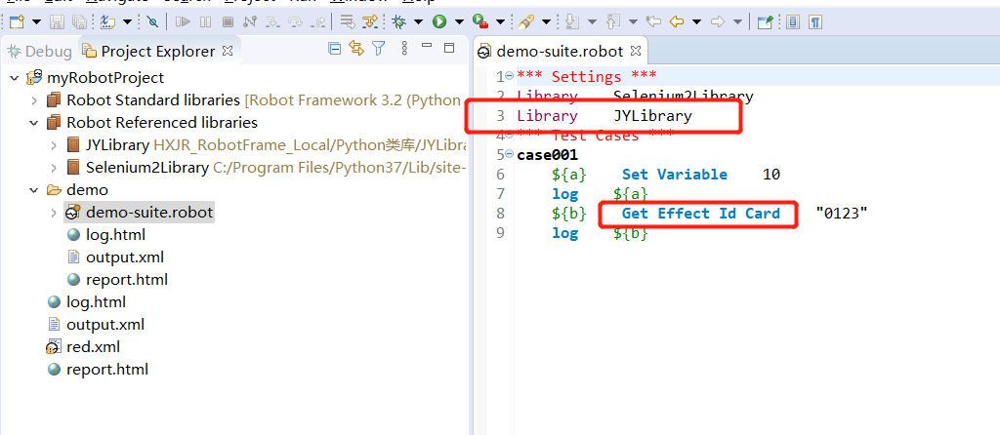 Debug Project Explorer
myRobotProject
Robot Standard libraries [Robot Framework 3.2 (Python
Robot Referenced libraries
JYLibrary HXJR_RobotFrame_Local/Python类库/JYLibra
Selenium2Library C:/Program Files/Python37/Lib/site-
demo
demo-suite.robot
log.html
output.xml
report.html
log.html
output.xml
red.xml
report.html
demo-suite.robot
1 *** Settings ***
2 Library Selenium2Library
3 Library JYLibrary
4 *** Test Cases ***
5 case001
6 ${a} Set Variable 10
7 log ${a}
8 ${b} Get Effect Id Card "0123"
9 log ${b}